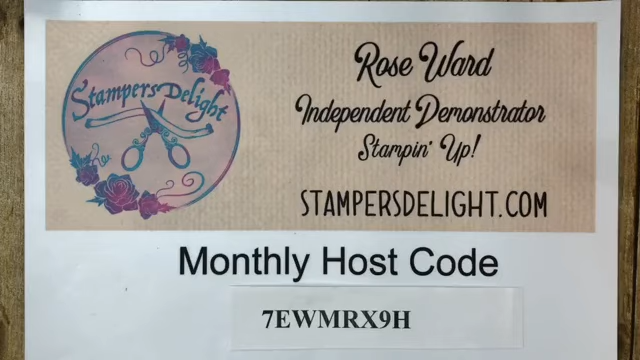 Stampers Delight
Rose Ward
Independent Demonstrator
Stampin' Up!
STAMPERSDELIGHT.COM
Monthly Host Code
7EWMRX9H